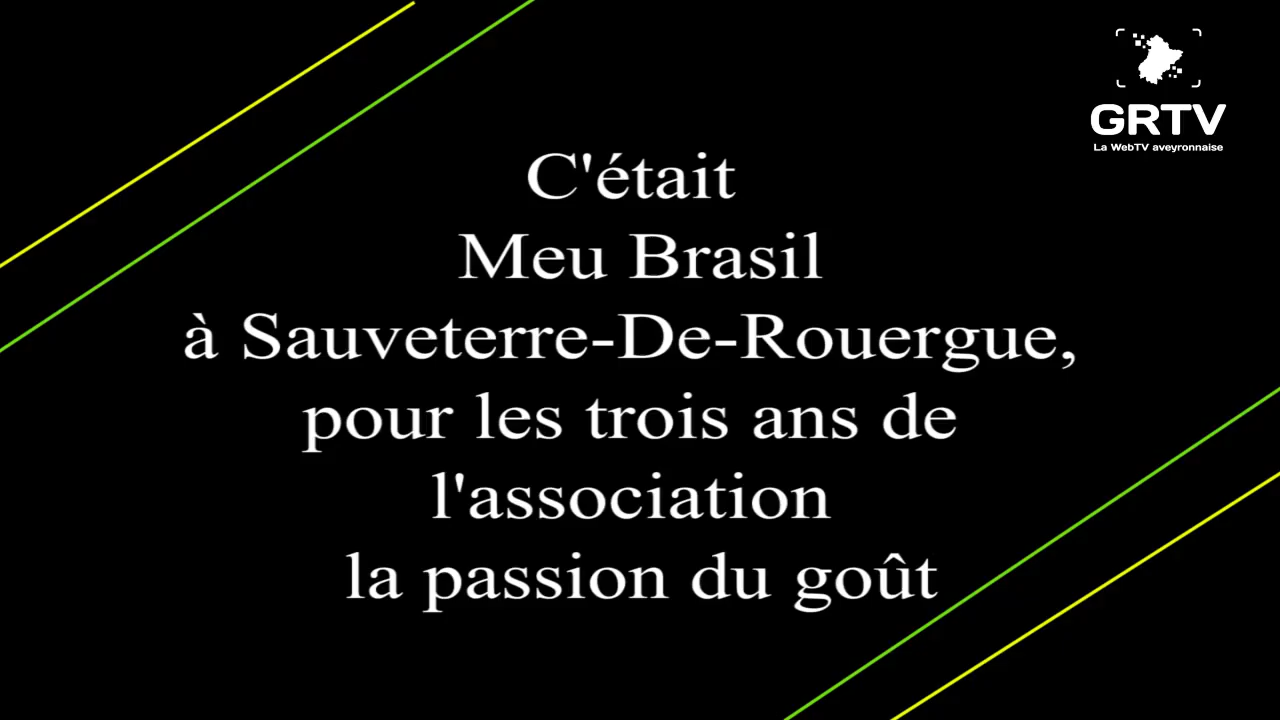 GRTV
La WebTV aveyronnaise
C'était
Meu Brasil
à Sauveterre-De-Rouergue,
pour les trois ans de
l'association
la passion du goût